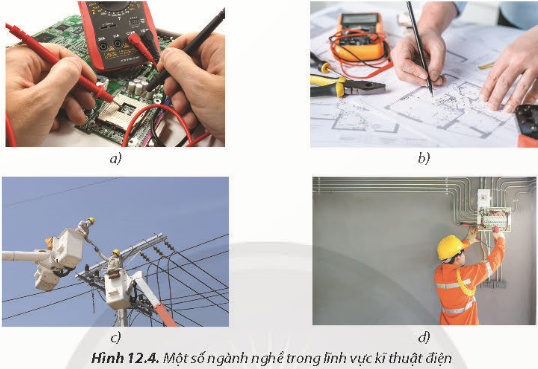 a)
b)
c)
d)
Hình 12.4. Một số ngành nghề trong lĩnh vực kĩ thuật điện